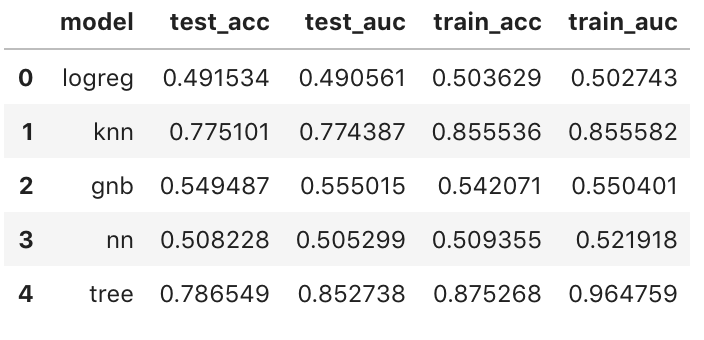 model test_acc test_auc train_acc train_auc
0 logreg 0.491534 0.490561 0.503629 0.502743
1 knn 0.775101 0.774387 0.855536 0.855582
2 gnb 0.549487 0.555015 0.542071 0.550401
3 nn 0.508228 0.505299 0.509355 0.521918
4 tree 0.786549 0.852738 0.875268 0.964759